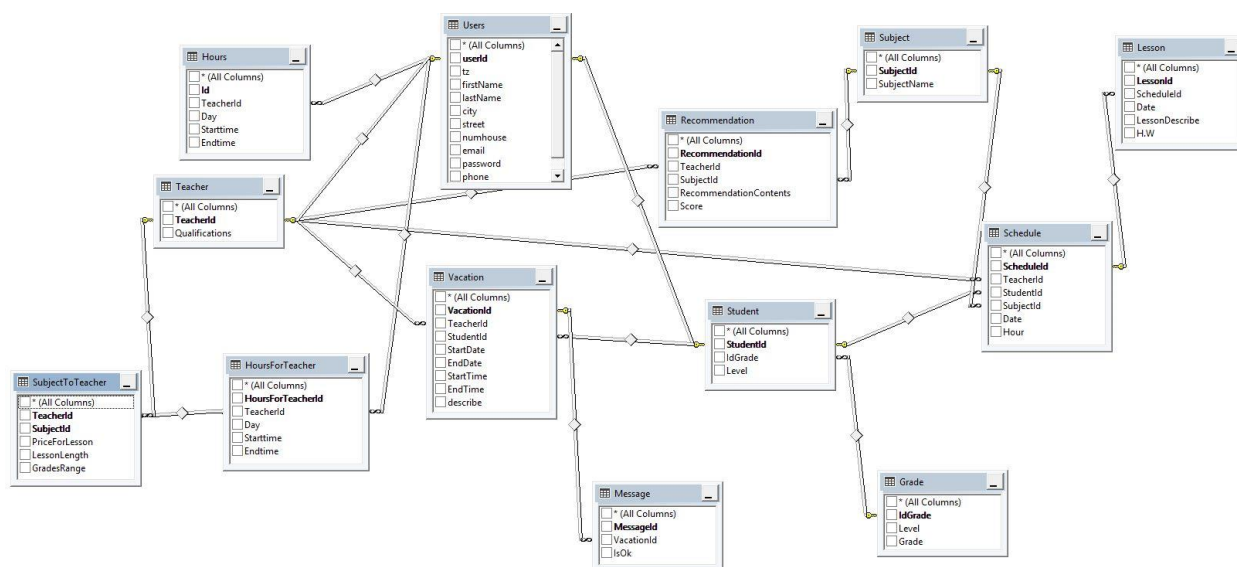 Users
* (All Columns)
userId
tz
firstName
lastName
city
street
numhouse
email
password
phone
Hours
* (All Columns)
Id
TeacherId
Day
Starttime
Endtime
Subject
* (All Columns)
SubjectId
SubjectName
Lesson
* (All Columns)
LessonId
ScheduleId
Date
LessonDescribe
H.W
Recommendation
* (All Columns)
RecommendationId
TeacherId
SubjectId
RecommendationContents
Score
Teacher
* (All Columns)
TeacherId
Qualifications
Schedule
* (All Columns)
ScheduleId
TeacherId
StudentId
SubjectId
Date
Hour
Vacation
* (All Columns)
VacationId
TeacherId
StudentId
StartDate
EndDate
StartTime
EndTime
describe
Student
* (All Columns)
StudentId
IdGrade
Level
HoursForTeacher
* (All Columns)
HoursForTeacherId
TeacherId
Day
Starttime
Endtime
SubjectToTeacher
* (All Columns)
TeacherId
SubjectId
PriceForLesson
LessonLength
GradesRange
Message
* (All Columns)
MessageId
VacationId
IsOk
Grade
* (All Columns)
IdGrade
Level
Grade